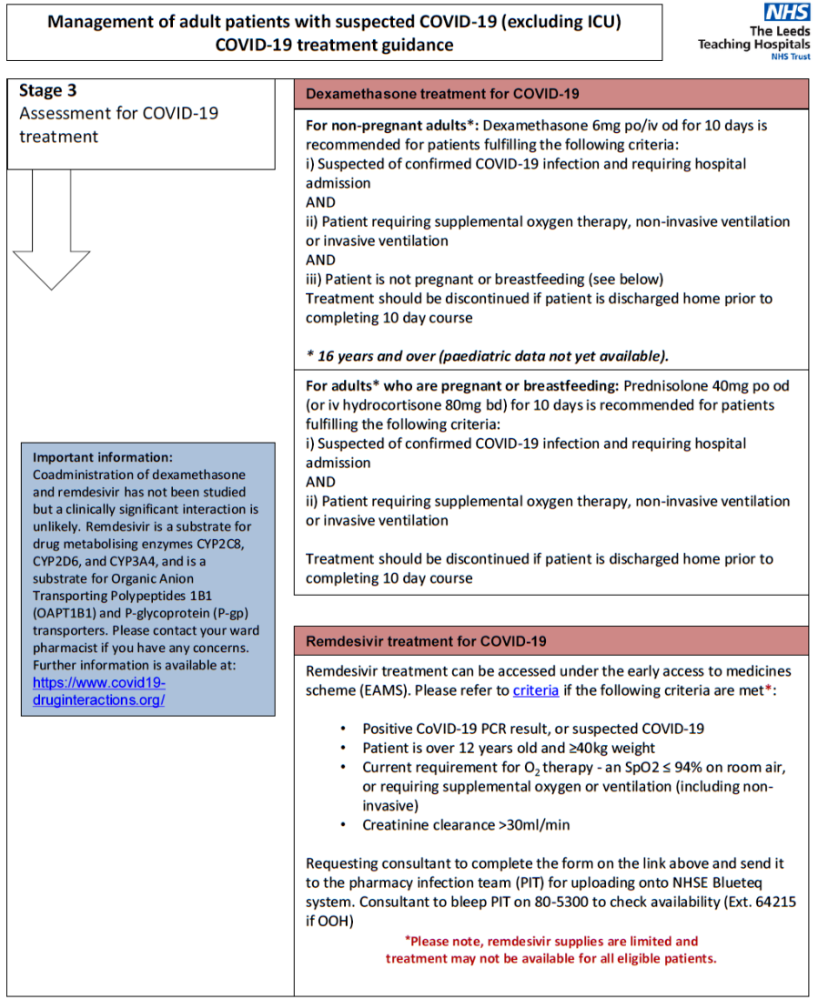 Management of adult patients with suspected COVID-19 (excluding ICU)
COVID-19 treatment guidance
NHS
The Leeds
Teaching Hospitals
NHS Trust
Stage 3
Assessment for COVID-19
treatment
Important information:
Coadministration of dexamethasone
and remdesivir has not been studied
but a clinically significant interaction is
unlikely. Remdesivir is a substrate for
drug metabolising enzymes CYP2C8,
CYP2D6, and CYP3A4, and is a
substrate for Organic Anion
Transporting Polypeptides 1B1
(OAPT1B1) and P-glycoprotein (P-gp)
transporters. Please contact your ward
pharmacist if you have any concerns.
Further information is available at:
https://www.covid19-
druginteractions.org/
Dexamethasone treatment for COVID-19
For non-pregnant adults*: Dexamethasone 6mg po/iv od for 10 days is
recommended for patients fulfilling the following criteria:
i) Suspected of confirmed COVID-19 infection and requiring hospital
admission
AND
ii) Patient requiring supplemental oxygen therapy, non-invasive ventilation
or invasive ventilation
AND
iii) Patient is not pregnant or breastfeeding (see below)
Treatment should be discontinued if patient is discharged home prior to
completing 10 day course
* 16 years and over (paediatric data not yet available).
For adults* who are pregnant or breastfeeding: Prednisolone 40mg po od
(or iv hydrocortisone 80mg bd) for 10 days is recommended for patients
fulfilling the following criteria:
i) Suspected of confirmed COVID-19 infection and requiring hospital
admission
AND
ii) Patient requiring supplemental oxygen therapy, non-invasive ventilation
or invasive ventilation
Treatment should be discontinued if patient is discharged home prior to
completing 10 day course
Remdesivir treatment for COVID-19
Remdesivir treatment can be accessed under the early access to medicines
scheme (EAMS). Please refer to criteria if the following criteria are met*:
• Positive CoVID-19 PCR result, or suspected COVID-19
• Patient is over 12 years old and ≥40kg weight
• Current requirement for O₂ therapy - an SpO2 ≤ 94% on room air,
or requiring supplemental oxygen or ventilation (including non-
invasive)
• Creatinine clearance >30ml/min
Requesting consultant to complete the form on the link above and send it
to the pharmacy infection team (PIT) for uploading onto NHSE Blueteq
system. Consultant to bleep PIT on 80-5300 to check availability (Ext. 64215
if OOH)
*Please note, remdesivir supplies are limited and
treatment may not be available for all eligible patients.